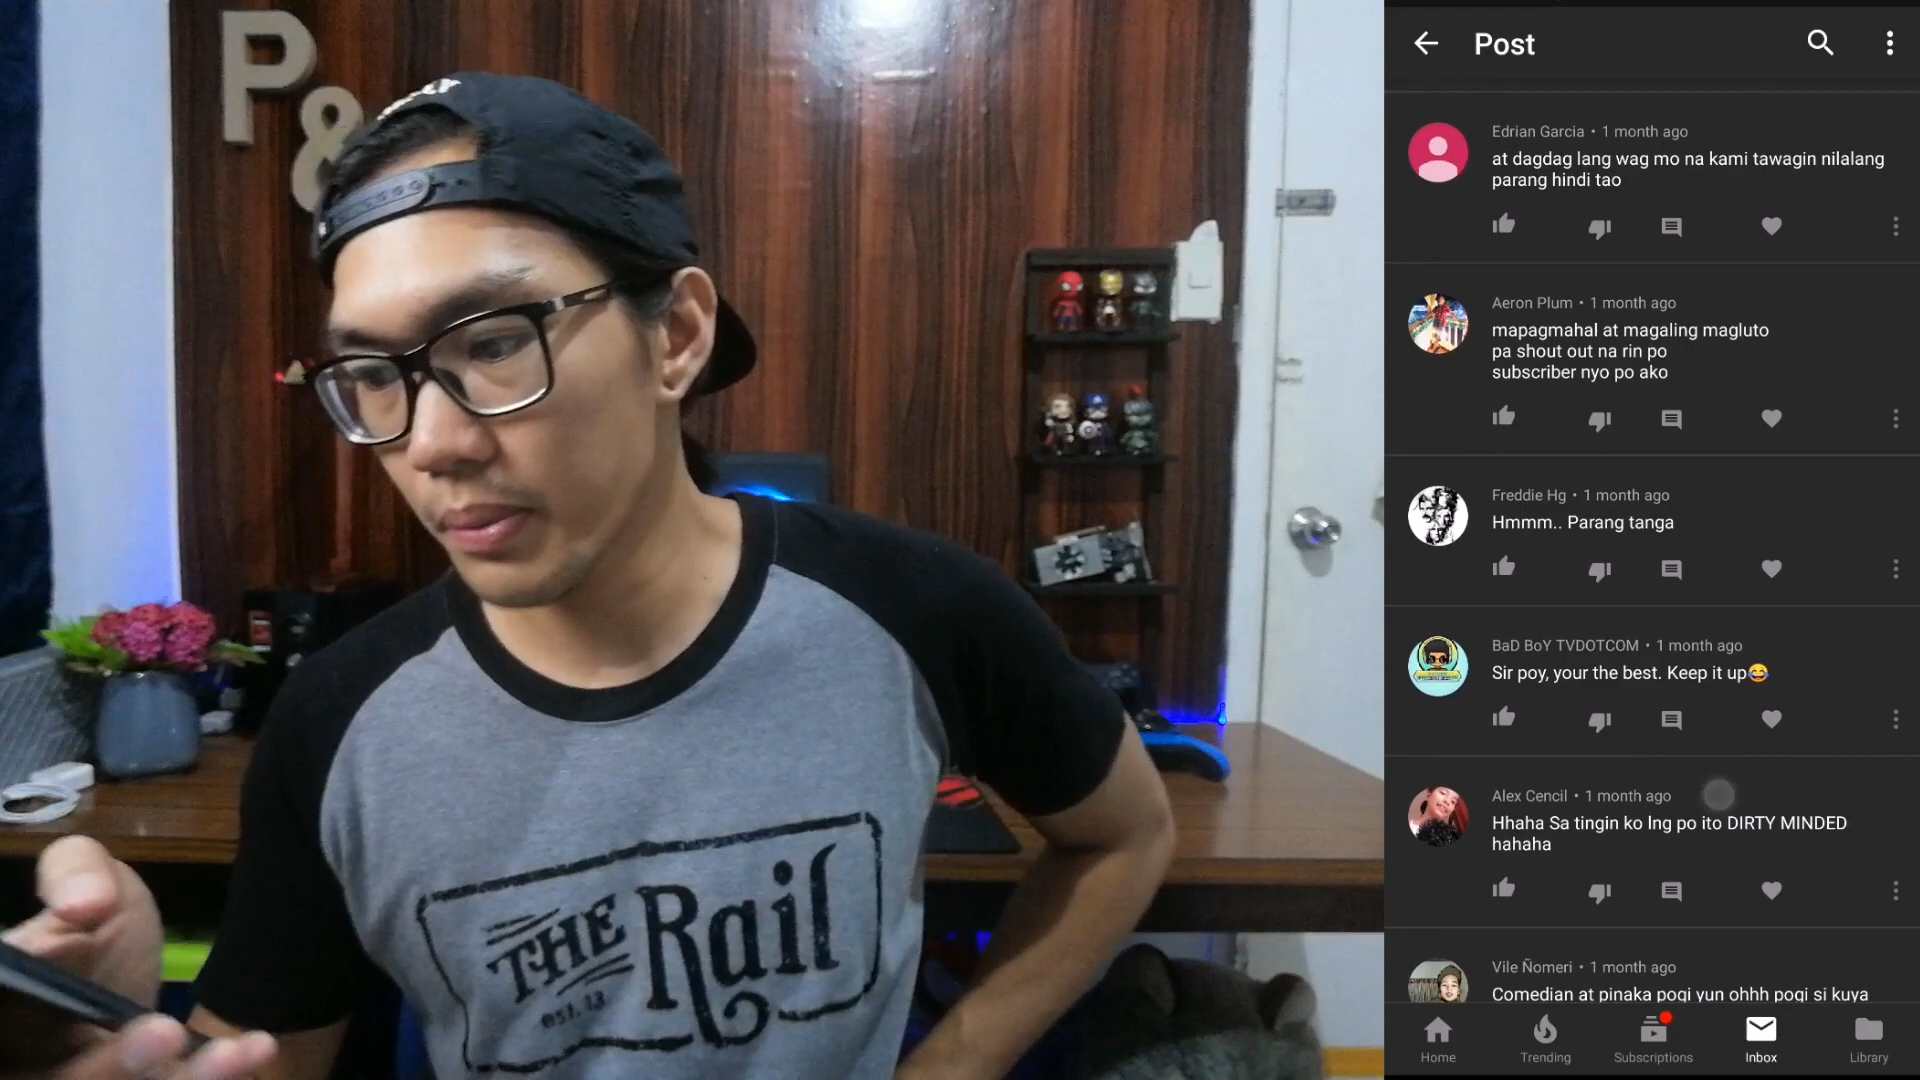 P&
THE Rail
EST. 13
Post
Edrian Garcia • 1 month ago
at dagdag lang wag mo na kami tawagin nilalang
parang hindi tao
Aeron Plum • 1 month ago
mapagmahal at magaling magluto
pa shout out na rin po
subscriber nyo po ako
Freddie Hg • 1 month ago
Hmmm.. Parang tanga
BaD BoY TVDOTCOM • 1 month ago
Sir poy, your the best. Keep it up😂
Alex Cencil • 1 month ago
Hhaha Sa tingin ko lng po ito DIRTY MINDED
hahaha
Vile Ñomeri • 1 month ago
Comedian at pinaka pogi yun ohhh pogi si kuya
Home
Trending
Subscriptions
Inbox
Library